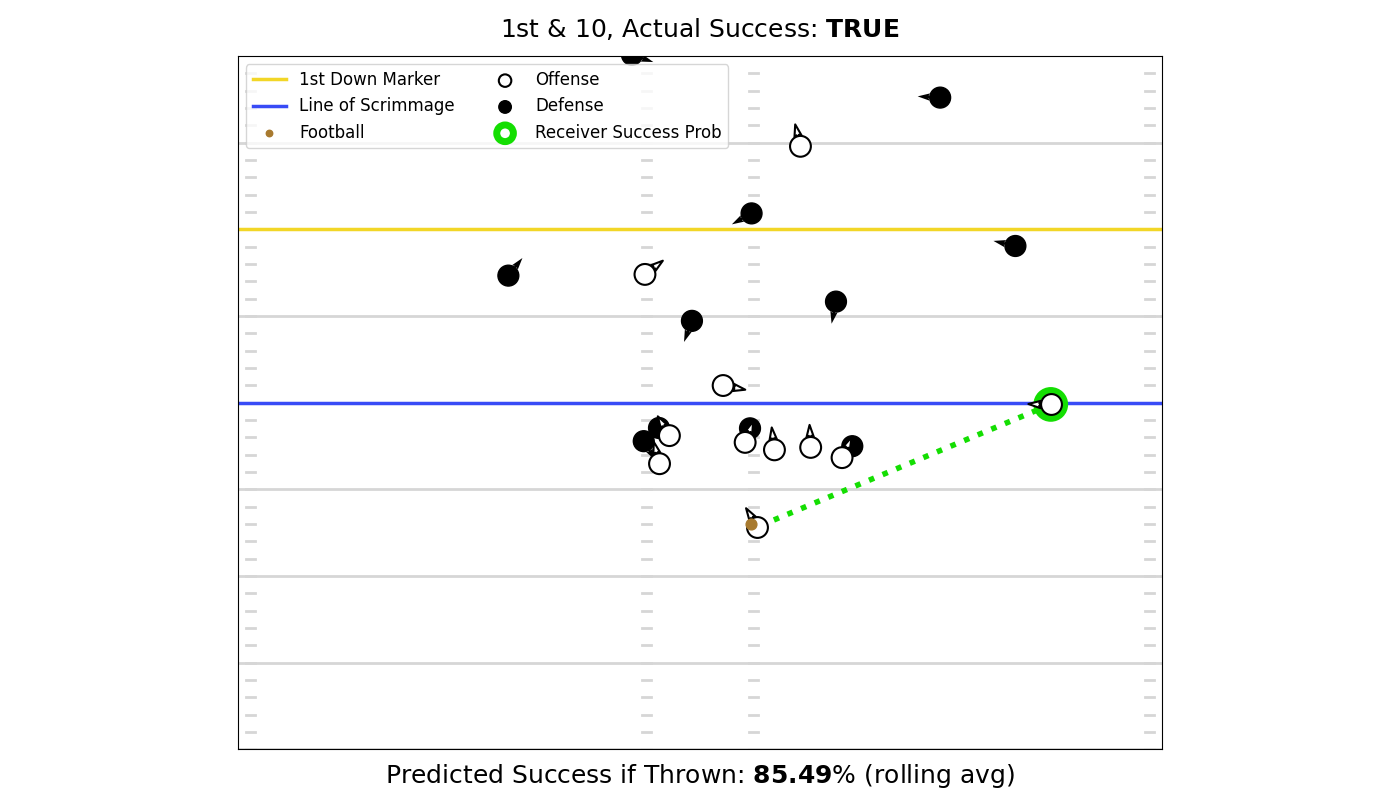 1st & 10, Actual Success: TRUE
1st Down Marker
Line of Scrimmage
Football
Offense
Defense
Receiver Success Prob
Predicted Success if Thrown: 85.49% (rolling avg)